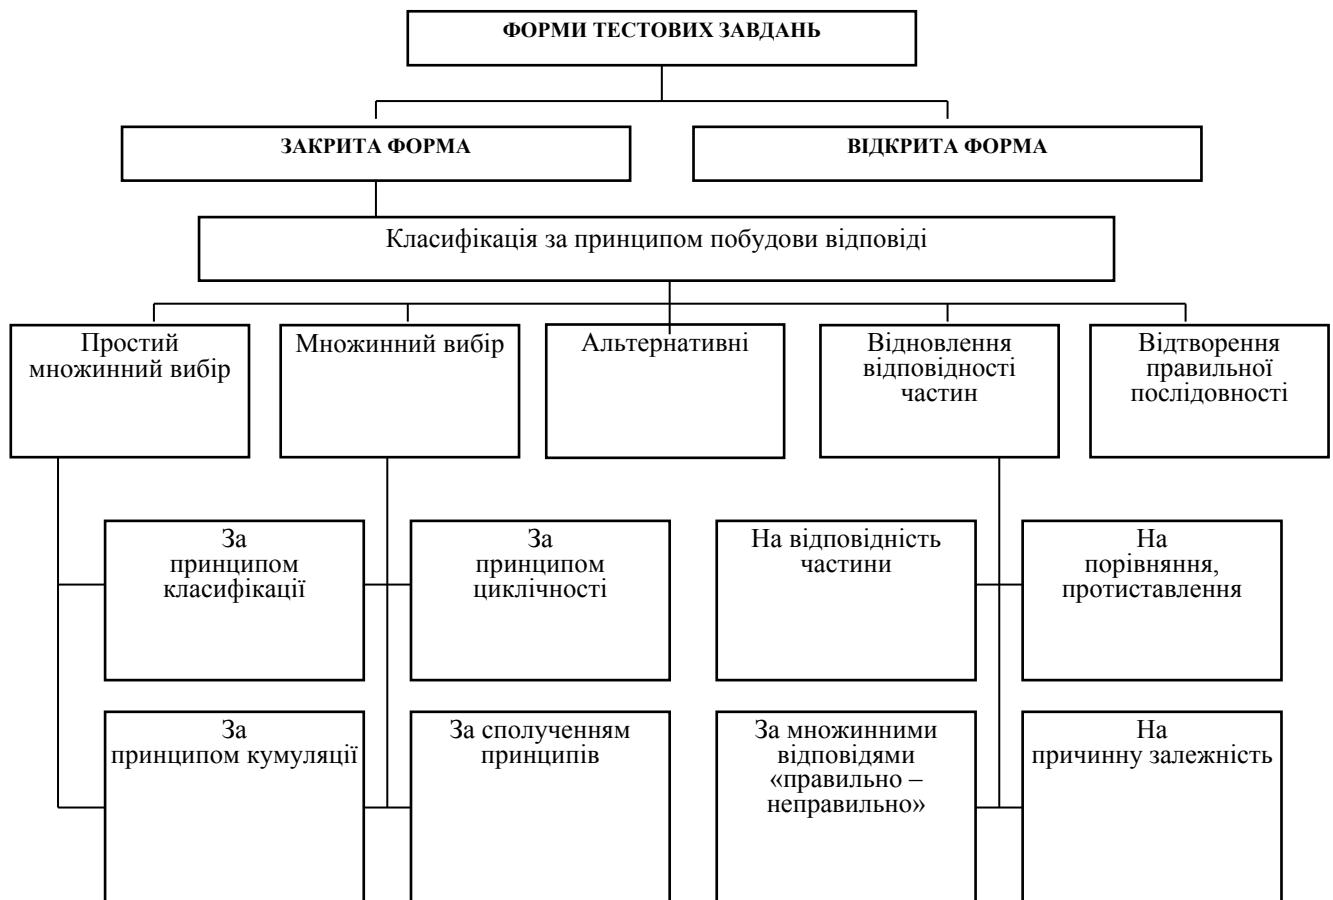 ФОРМИ ТЕСТОВИХ ЗАВДАНЬ
ЗАКРИТА ФОРМА
ВІДКРИТА ФОРМА
Класифікація за принципом побудови відповіді
Простий
множинний вибір
Множинний вибір
Альтернативні
Відновлення
відповідності
частин
Відтворення
правильної
послідовності
За
принципом
класифікації
За
принципом
циклічності
На відповідність
частини
На
порівняння,
протиставлення
За
принципом кумуляції
За сполученням
принципів
За множинними
відповідями
«правильно –
неправильно»
На
причинну залежність